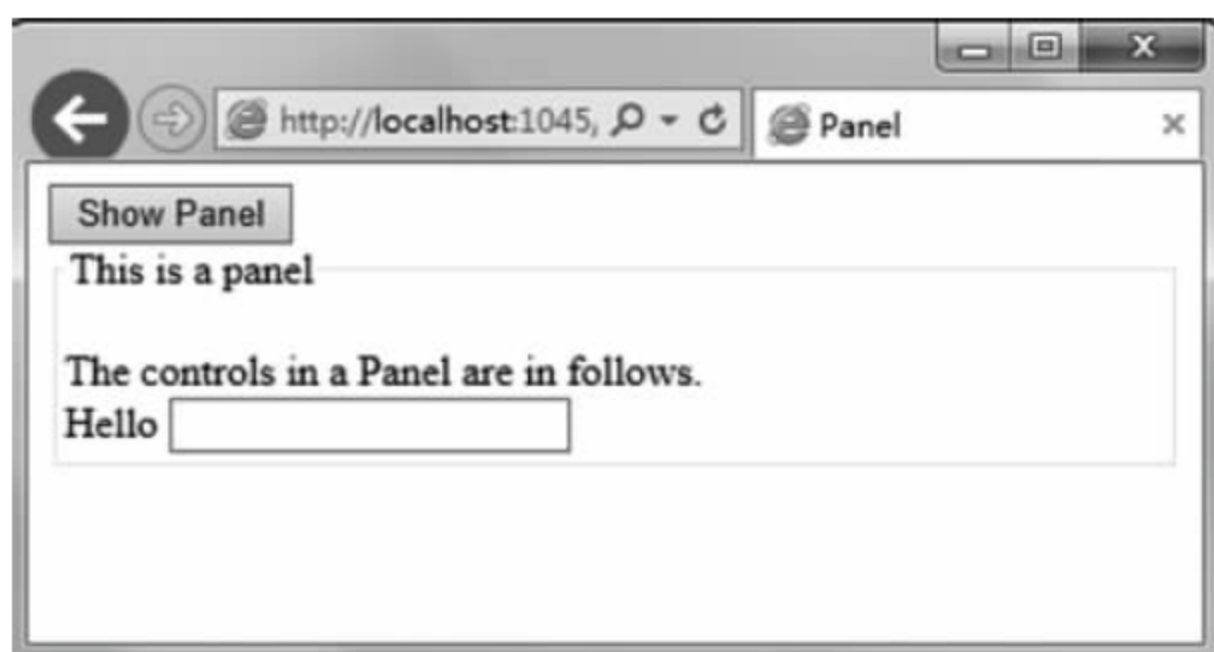 http://localhost:1045,
Panel
Show Panel
This is a panel
The controls in a Panel are in follows.
Hello